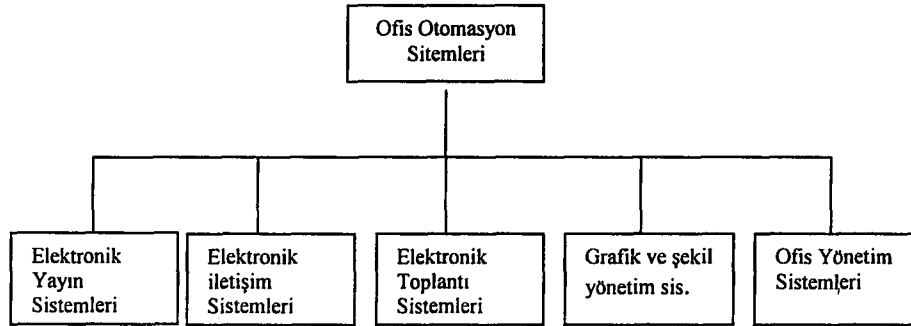 Ofis Otomasyon
Sitemleri
Elektronik
Yayın
Sistemleri
Elektronik
iletişim
Sistemleri
Elektronik
Toplantı
Sistemleri
Grafik ve şekil
yönetim sis.
Ofis Yönetim
Sistemleri